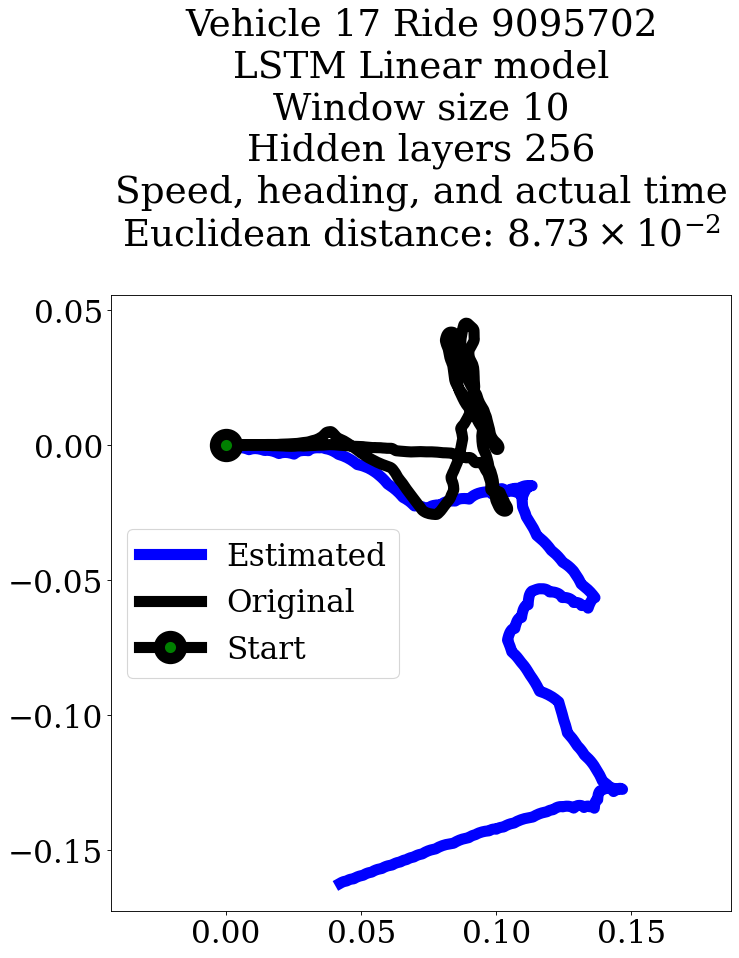 Vehicle 17 Ride 9095702
LSTM Linear model
Window size 10
Hidden layers 256
Speed, heading, and actual time
Euclidean distance: 8.73 × 10⁻²
0.05
0.00
−0.05
−0.10
−0.15
Estimated
Original
Start
0.00 0.05 0.10 0.15